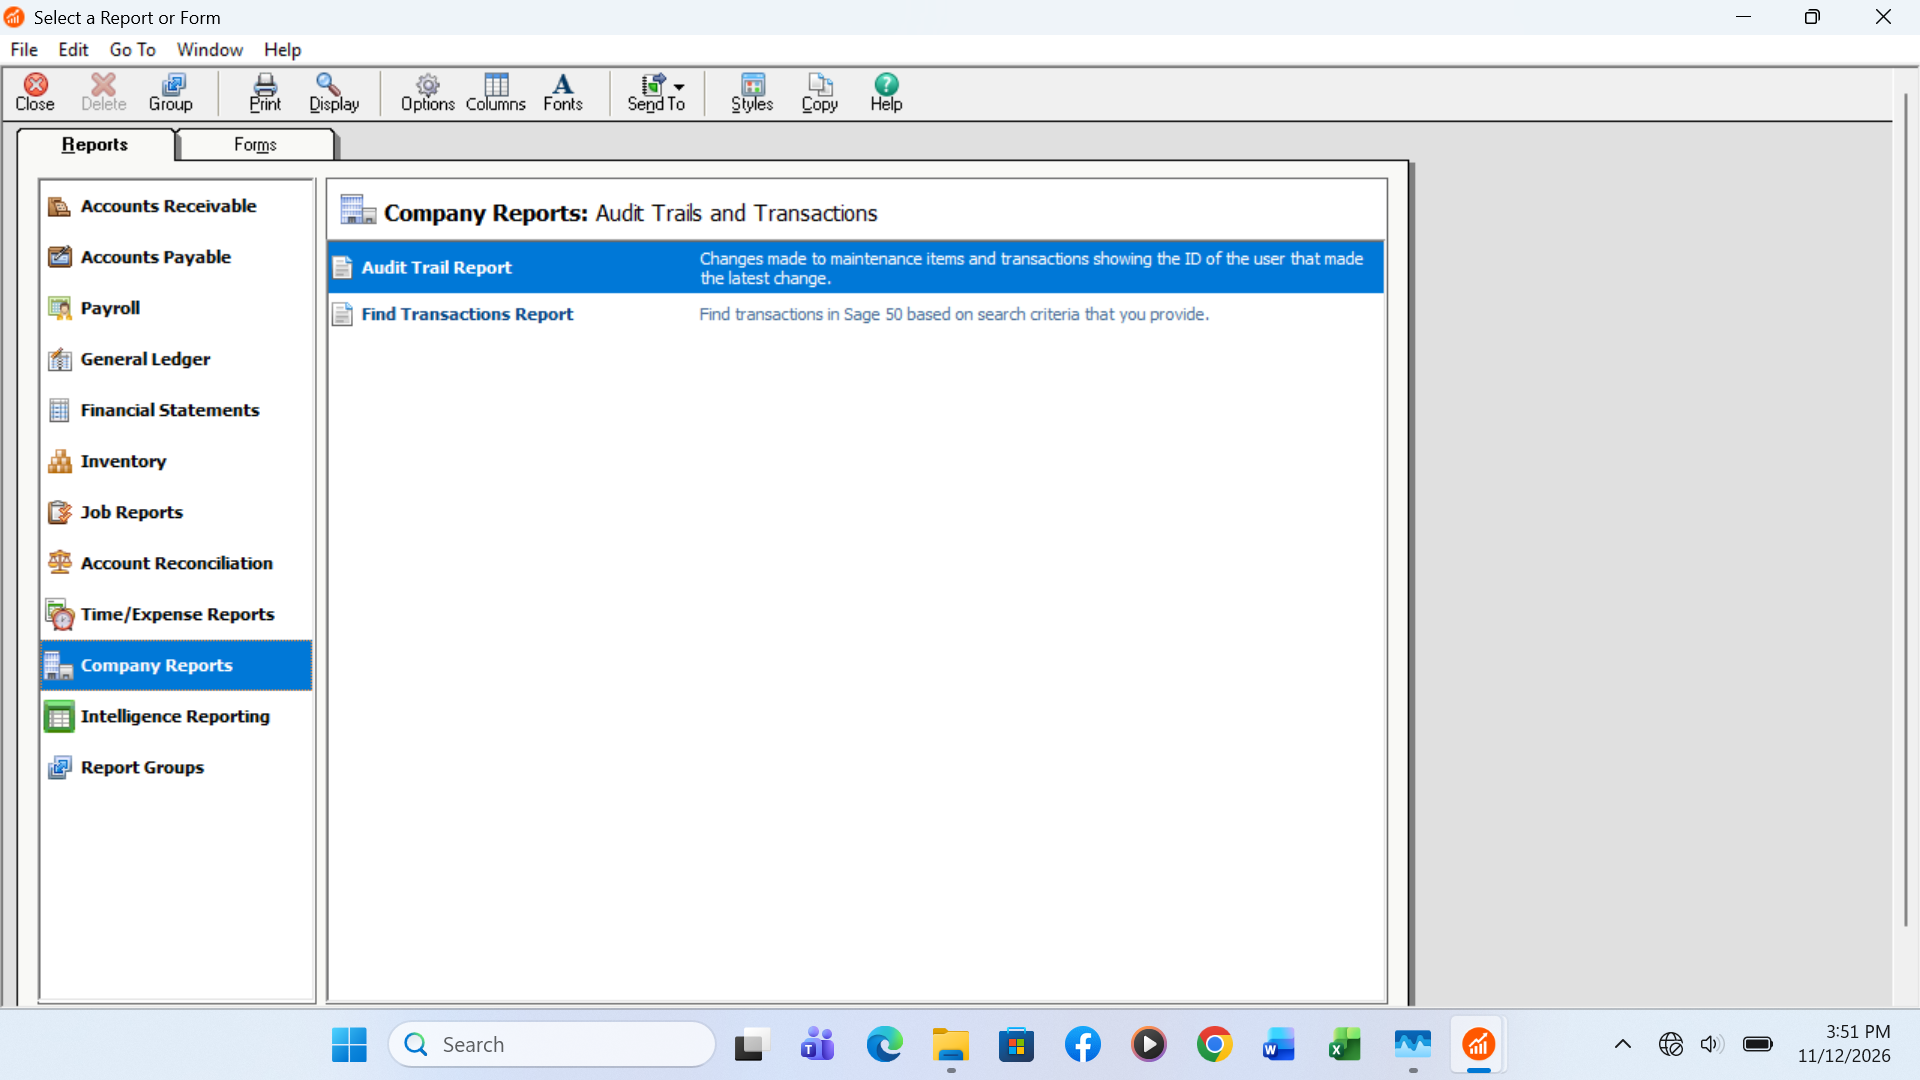 Select a Report or Form
File Edit Go To Window Help
Close Delete Group Print Display Options Columns Fonts Send To Styles Copy Help
Reports Forms
Accounts Receivable
Accounts Payable
Payroll
General Ledger
Financial Statements
Inventory
Job Reports
Account Reconciliation
Time/Expense Reports
Company Reports
Intelligence Reporting
Report Groups
Company Reports: Audit Trails and Transactions
Audit Trail Report
Changes made to maintenance items and transactions showing the ID of the user that made
the latest change.
Find Transactions Report
Find transactions in Sage 50 based on search criteria that you provide.
Search
3:51 PM
11/12/2026